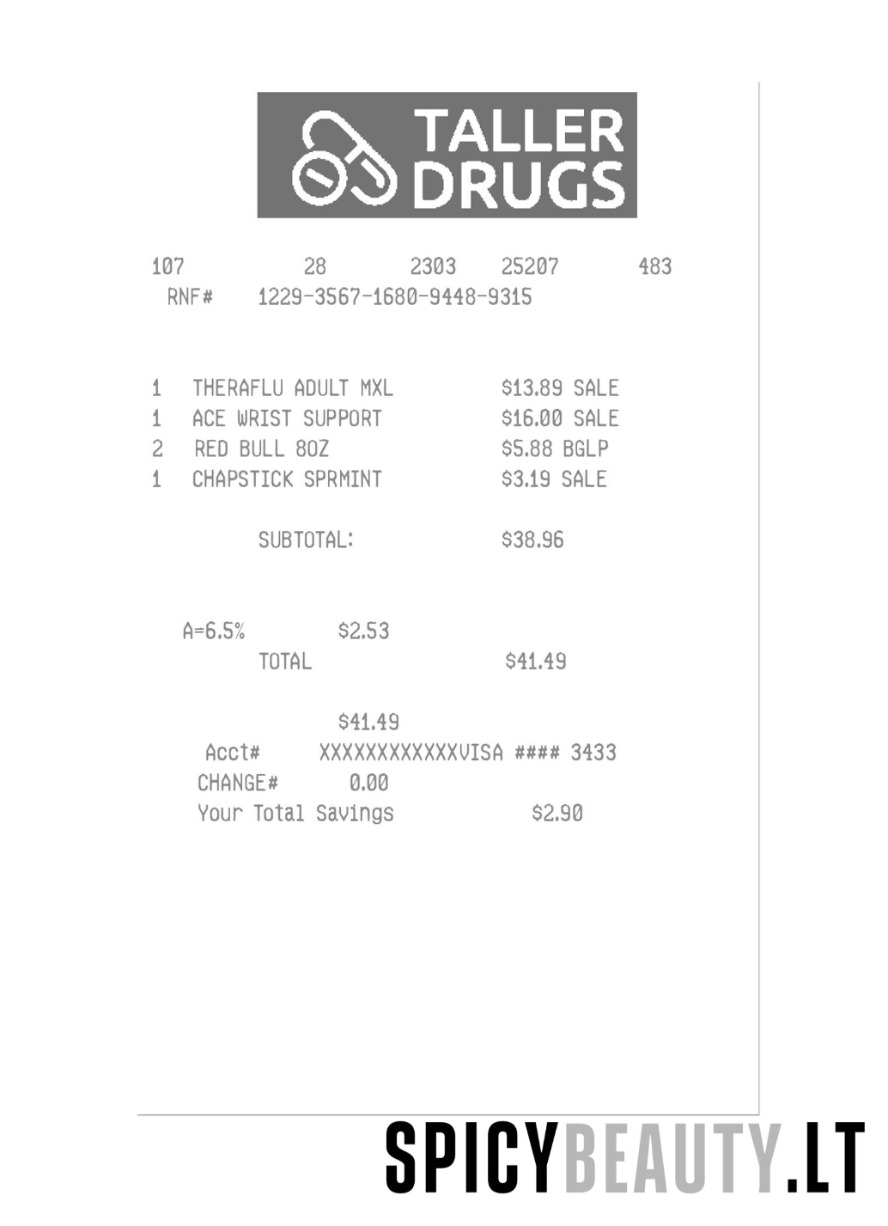 TALLER
DRUGS
107 28 2303 25207 483
RNF# 1229-3567-1680-9448-9315
1 THERAFLU ADULT MXL $13.89 SALE
1 ACE WRIST SUPPORT $16.00 SALE
2 RED BULL 8OZ $5.88 BGLP
1 CHAPSTICK SPRMINT $3.19 SALE
SUBTOTAL: $38.96
A=6.5% $2.53
TOTAL $41.49
$41.49
Acct# XXXXXXXXXXXXVISA #### 3433
CHANGE# 0.00
Your Total Savings $2.90
SPICYBEAUTY.LT